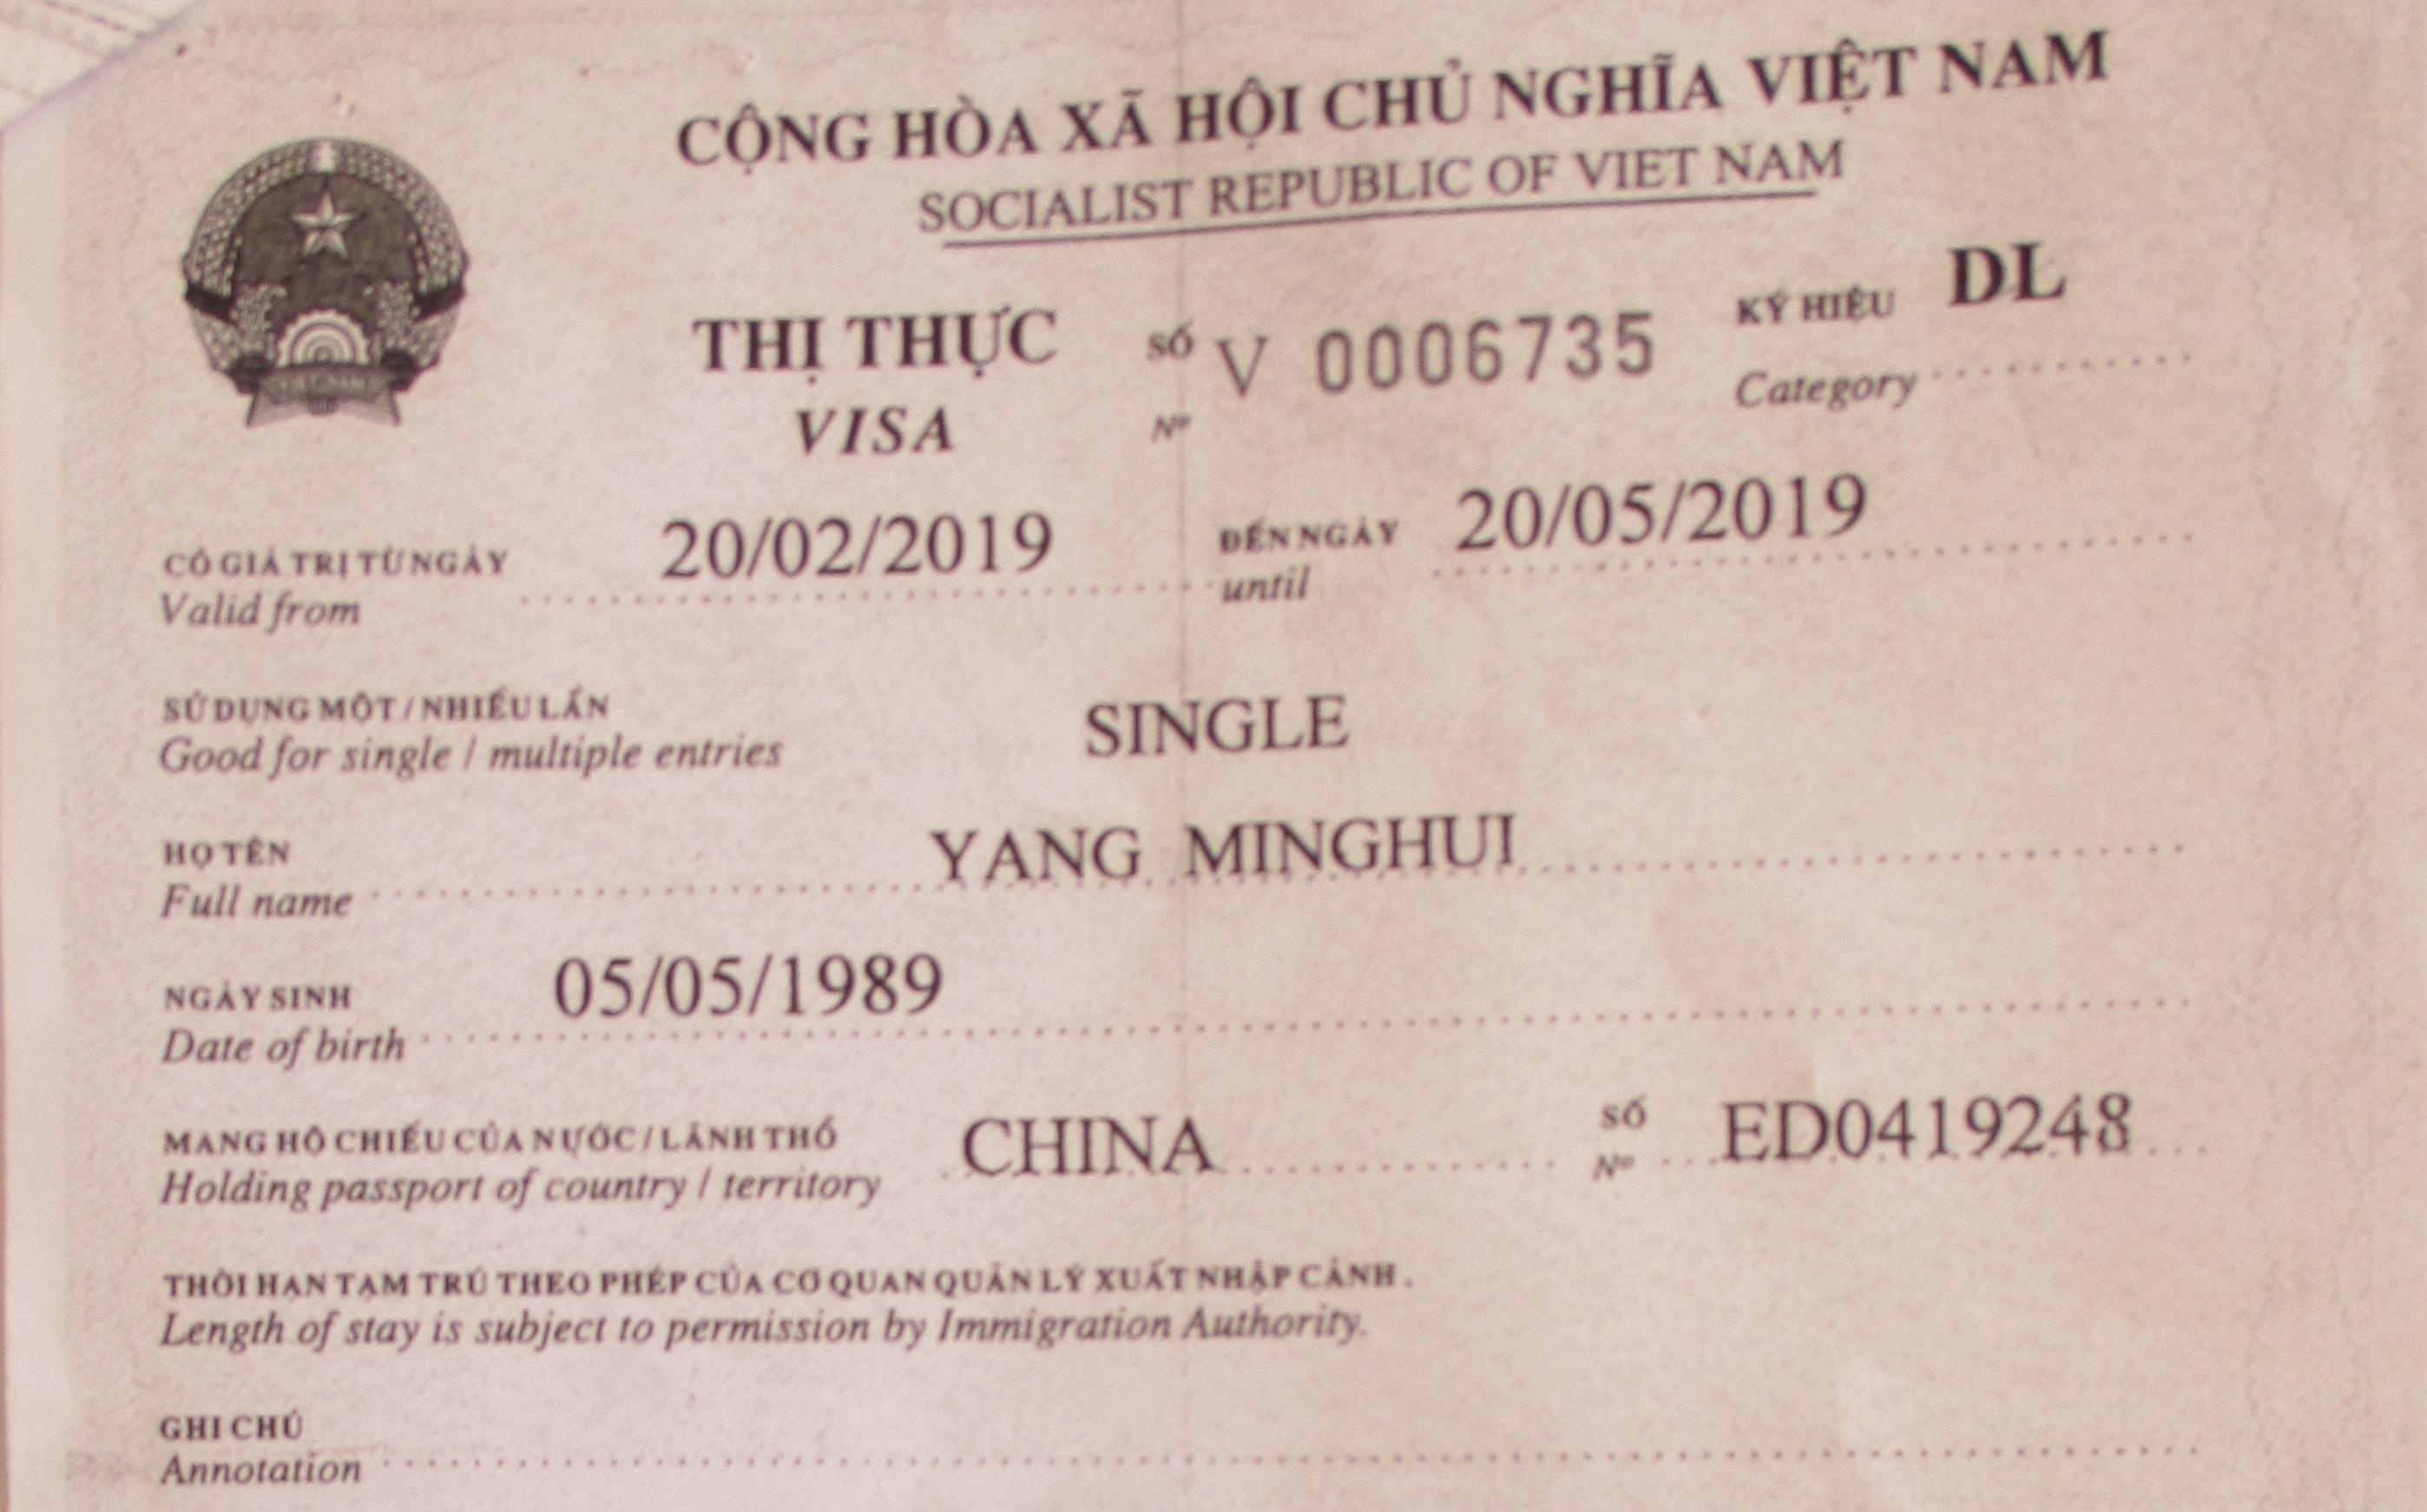 CỘNG HÒA XÃ HỘI CHỦ NGHĨA VIỆT NAM
SOCIALIST REPUBLIC OF VIET NAM
THỊ THỰC SỐ V 0006735 KÝ HIỆU DL
VISA Nº Category
CÓ GIÁ TRỊ TỪ NGÀY 20/02/2019 ĐẾN NGÀY 20/05/2019
Valid from until
SỬ DỤNG MỘT / NHIỀU LẦN SINGLE
Good for single / multiple entries
HỌ TÊN YANG MINGHUI
Full name
NGÀY SINH 05/05/1989
Date of birth
MANG HỘ CHIẾU CỦA NƯỚC / LÃNH THỔ CHINA SỐ ED0419248
Holding passport of country / territory Nº
THỜI HẠN TẠM TRÚ THEO PHÉP CỦA CƠ QUAN QUẢN LÝ XUẤT NHẬP CẢNH.
Length of stay is subject to permission by Immigration Authority.
GHI CHÚ
Annotation